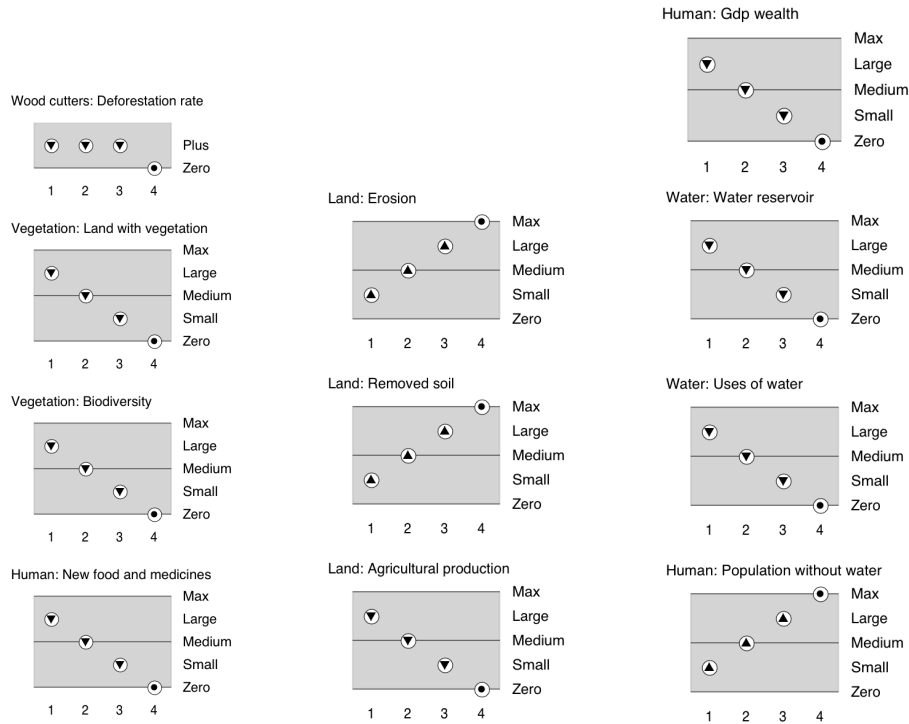 Wood cutters: Deforestation rate
Plus
Zero
1 2 3 4
Vegetation: Land with vegetation
Max
Large
Medium
Small
Zero
1 2 3 4
Vegetation: Biodiversity
Max
Large
Medium
Small
Zero
1 2 3 4
Human: New food and medicines
Max
Large
Medium
Small
Zero
1 2 3 4
Land: Erosion
Max
Large
Medium
Small
Zero
1 2 3 4
Land: Removed soil
Max
Large
Medium
Small
Zero
1 2 3 4
Land: Agricultural production
Max
Large
Medium
Small
Zero
1 2 3 4
Human: Gdp wealth
Max
Large
Medium
Small
Zero
1 2 3 4
Water: Water reservoir
Max
Large
Medium
Small
Zero
1 2 3 4
Water: Uses of water
Max
Large
Medium
Small
Zero
1 2 3 4
Human: Population without water
Max
Large
Medium
Small
Zero
1 2 3 4